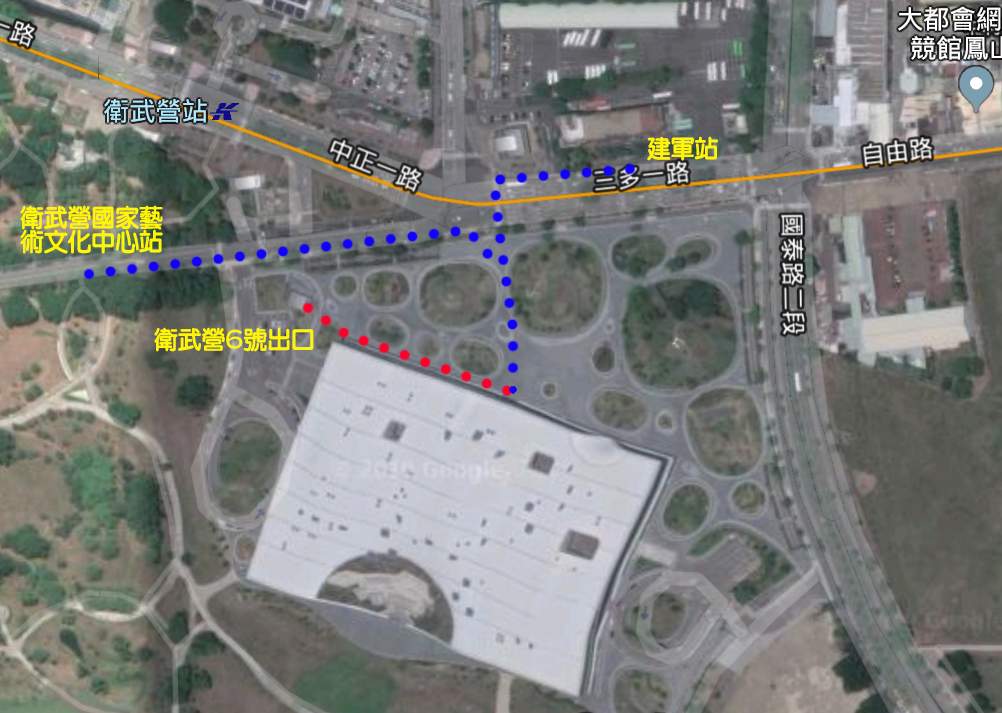 一路
大都會網
競館鳳山
衛武營站
中正一路
建軍站
三多一路
自由路
衛武營國家藝
術文化中心站
國泰路二段
衛武營6號出口
Google